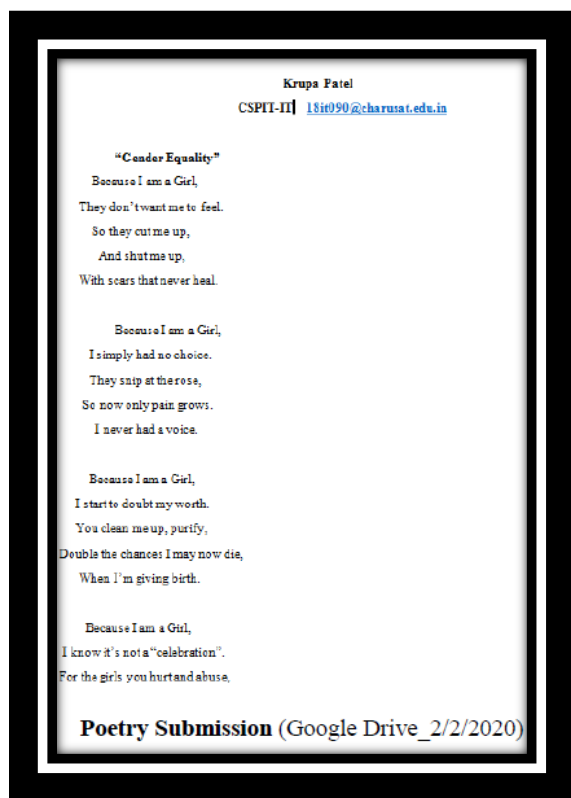 Krupa Patel
CSPIT-IT 18it090@charusat.edu.in
“Gender Equality”
Because I am a Girl,
They don’t want me to feel.
So they cut me up,
And shut me up,
With scars that never heal.
Because I am a Girl,
I simply had no choice.
They snip at the rose,
So now only pain grows.
I never had a voice.
Because I am a Girl,
I start to doubt my worth.
You clean me up, purify,
Double the chances I may now die,
When I’m giving birth.
Because I am a Girl,
I know it’s not a “celebration”.
For the girls you hurt and abuse,
Poetry Submission (Google Drive_2/2/2020)